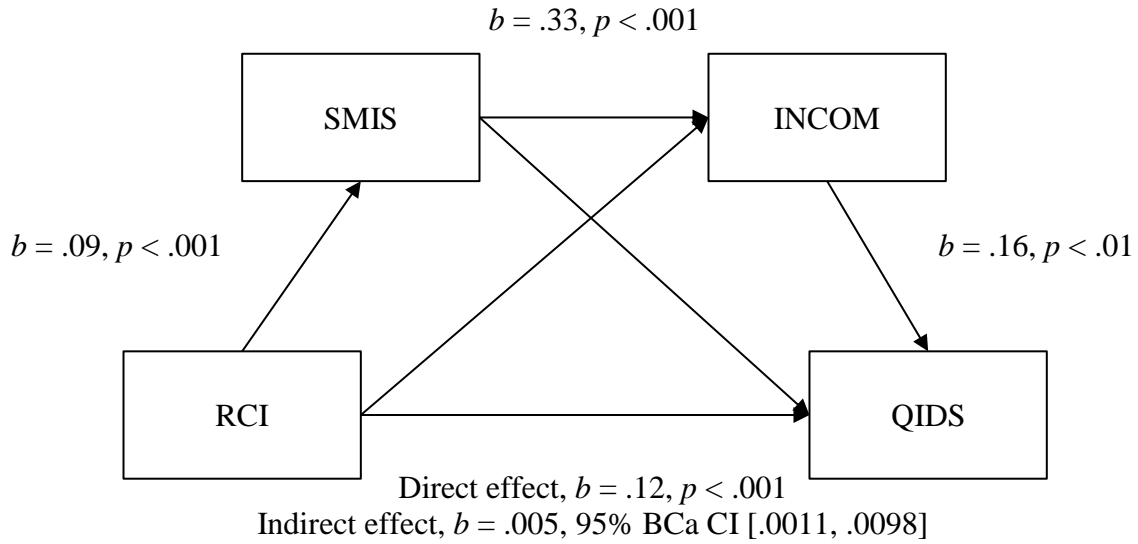 b = .33, p < .001
SMIS
INCOM
b = .09, p < .001
b = .16, p < .01
RCI
QIDS
Direct effect, b = .12, p < .001
Indirect effect, b = .005, 95% BCa CI [.0011, .0098]